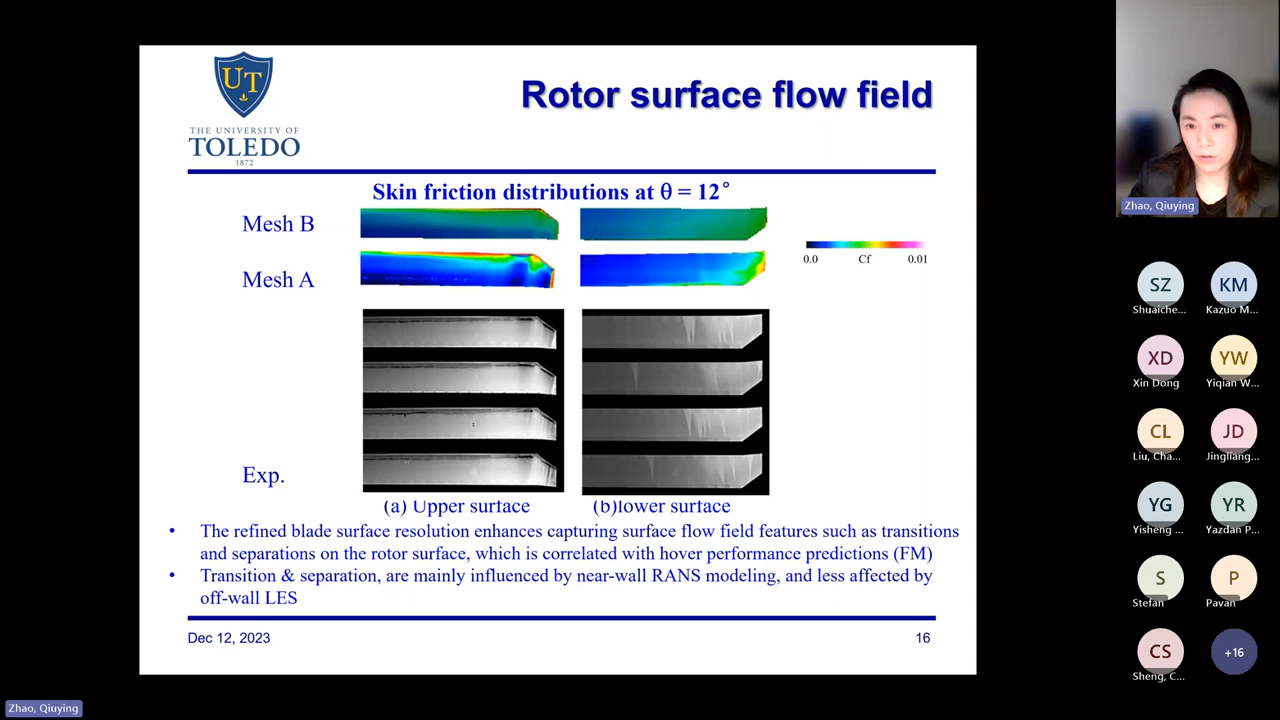 UT
THE UNIVERSITY OF
TOLEDO
1872
Rotor surface flow field
Skin friction distributions at θ = 12°
Mesh B
Mesh A
0.0 Cf 0.01
Exp.
(a) Upper surface (b)lower surface
• The refined blade surface resolution enhances capturing surface flow field features such as transitions
and separations on the rotor surface, which is correlated with hover performance predictions (FM)
• Transition & separation, are mainly influenced by near-wall RANS modeling, and less affected by
off-wall LES
Dec 12, 2023 16
Zhao, Qiuying
SZ KM
Shuaiche... Kazuo M...
XD YW
Xin Dong Yiqian W...
CL JD
Liu, Cha... Jingliang...
YG YR
Yisheng ... Yazdan P...
S P
Stefan Pavan
CS +16
Sheng, C...
Zhao, Qiuying